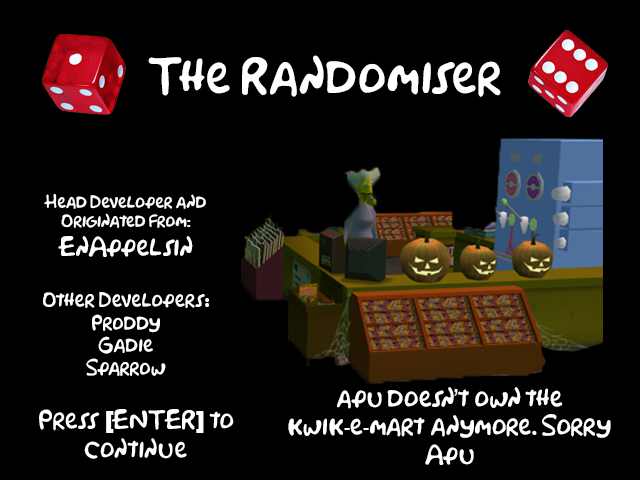 The Randomiser
Head Developer and
Originated From:
EnAppelsin
Other Developers:
Proddy
Gadie
Sparrow
Press [ENTER] to
continue
Apu Doesn't own the
Kwik-E-Mart anymore. Sorry
Apu